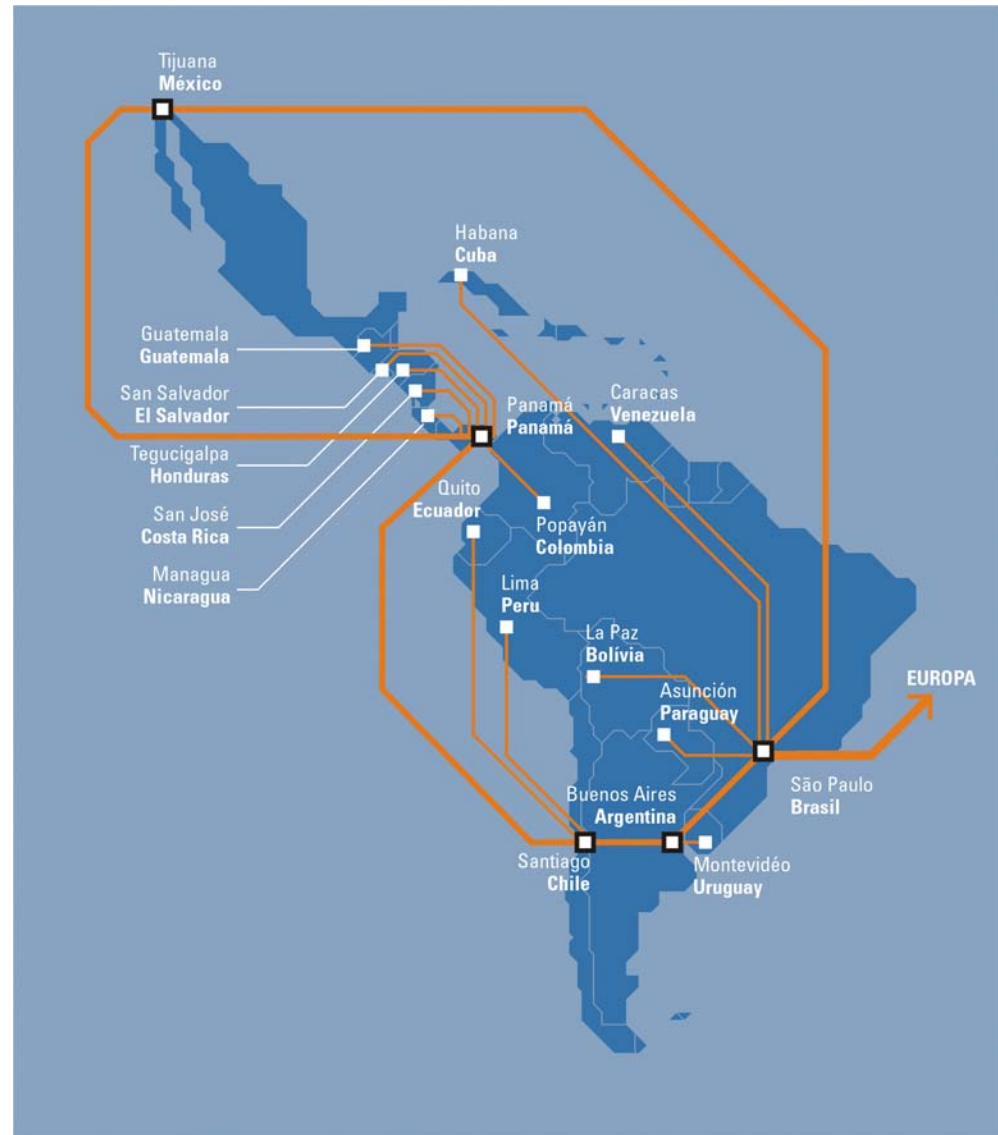 Tijuana
México
Habana
Cuba
Guatemala
Guatemala
San Salvador
El Salvador
Tegucigalpa
Honduras
San José
Costa Rica
Managua
Nicaragua
Panamá
Panamá
Caracas
Venezuela
Quito
Ecuador
Popayán
Colombia
Lima
Peru
La Paz
Bolívia
Asunción
Paraguay
EUROPA
São Paulo
Brasil
Buenos Aires
Argentina
Santiago
Chile
Montevidéo
Uruguay